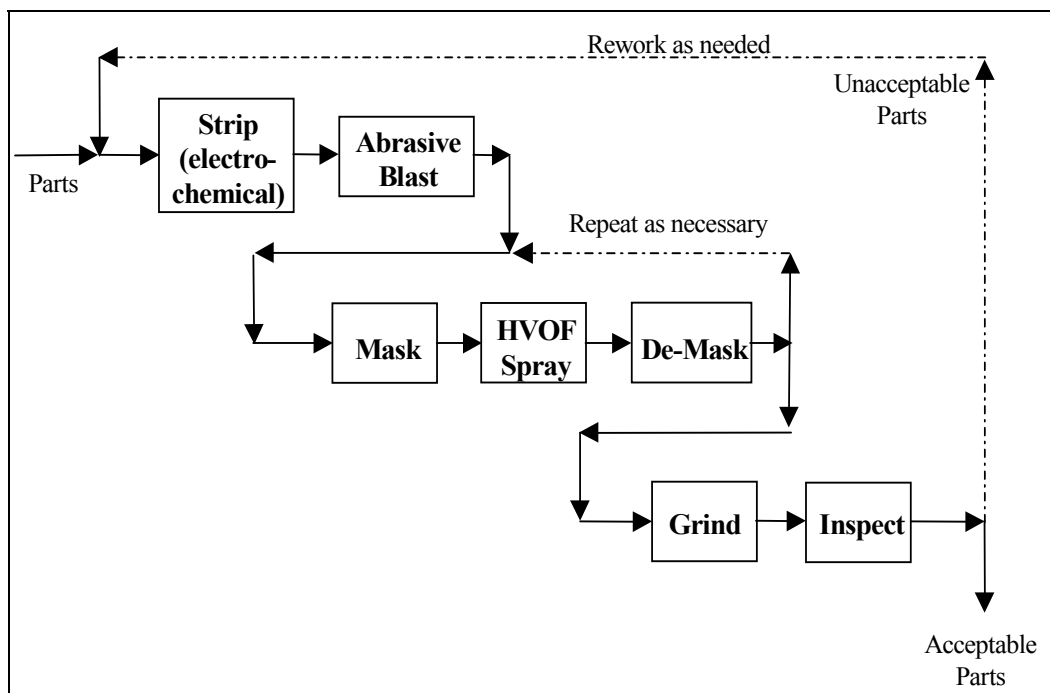 Rework as needed
Unacceptable
Parts
Strip
(electro-
chemical)
Abrasive
Blast
Parts
Repeat as necessary
Mask
HVOF
Spray
De-Mask
Grind
Inspect
Acceptable
Parts